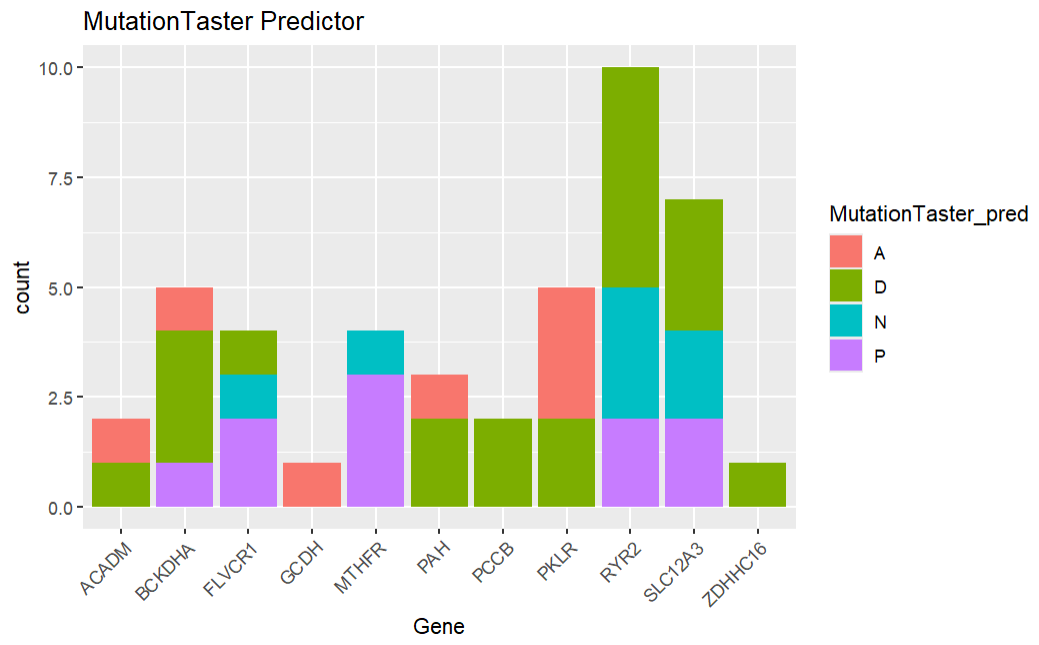 MutationTaster Predictor
10.0
7.5
5.0
2.5
0.0
count
ACADM
BCKDHA
FLVCR1
GCDH
MTHFR
PAH
PCCB
PKLR
RYR2
SLC12A3
ZDHHC16
Gene
MutationTaster_pred
A
D
N
P